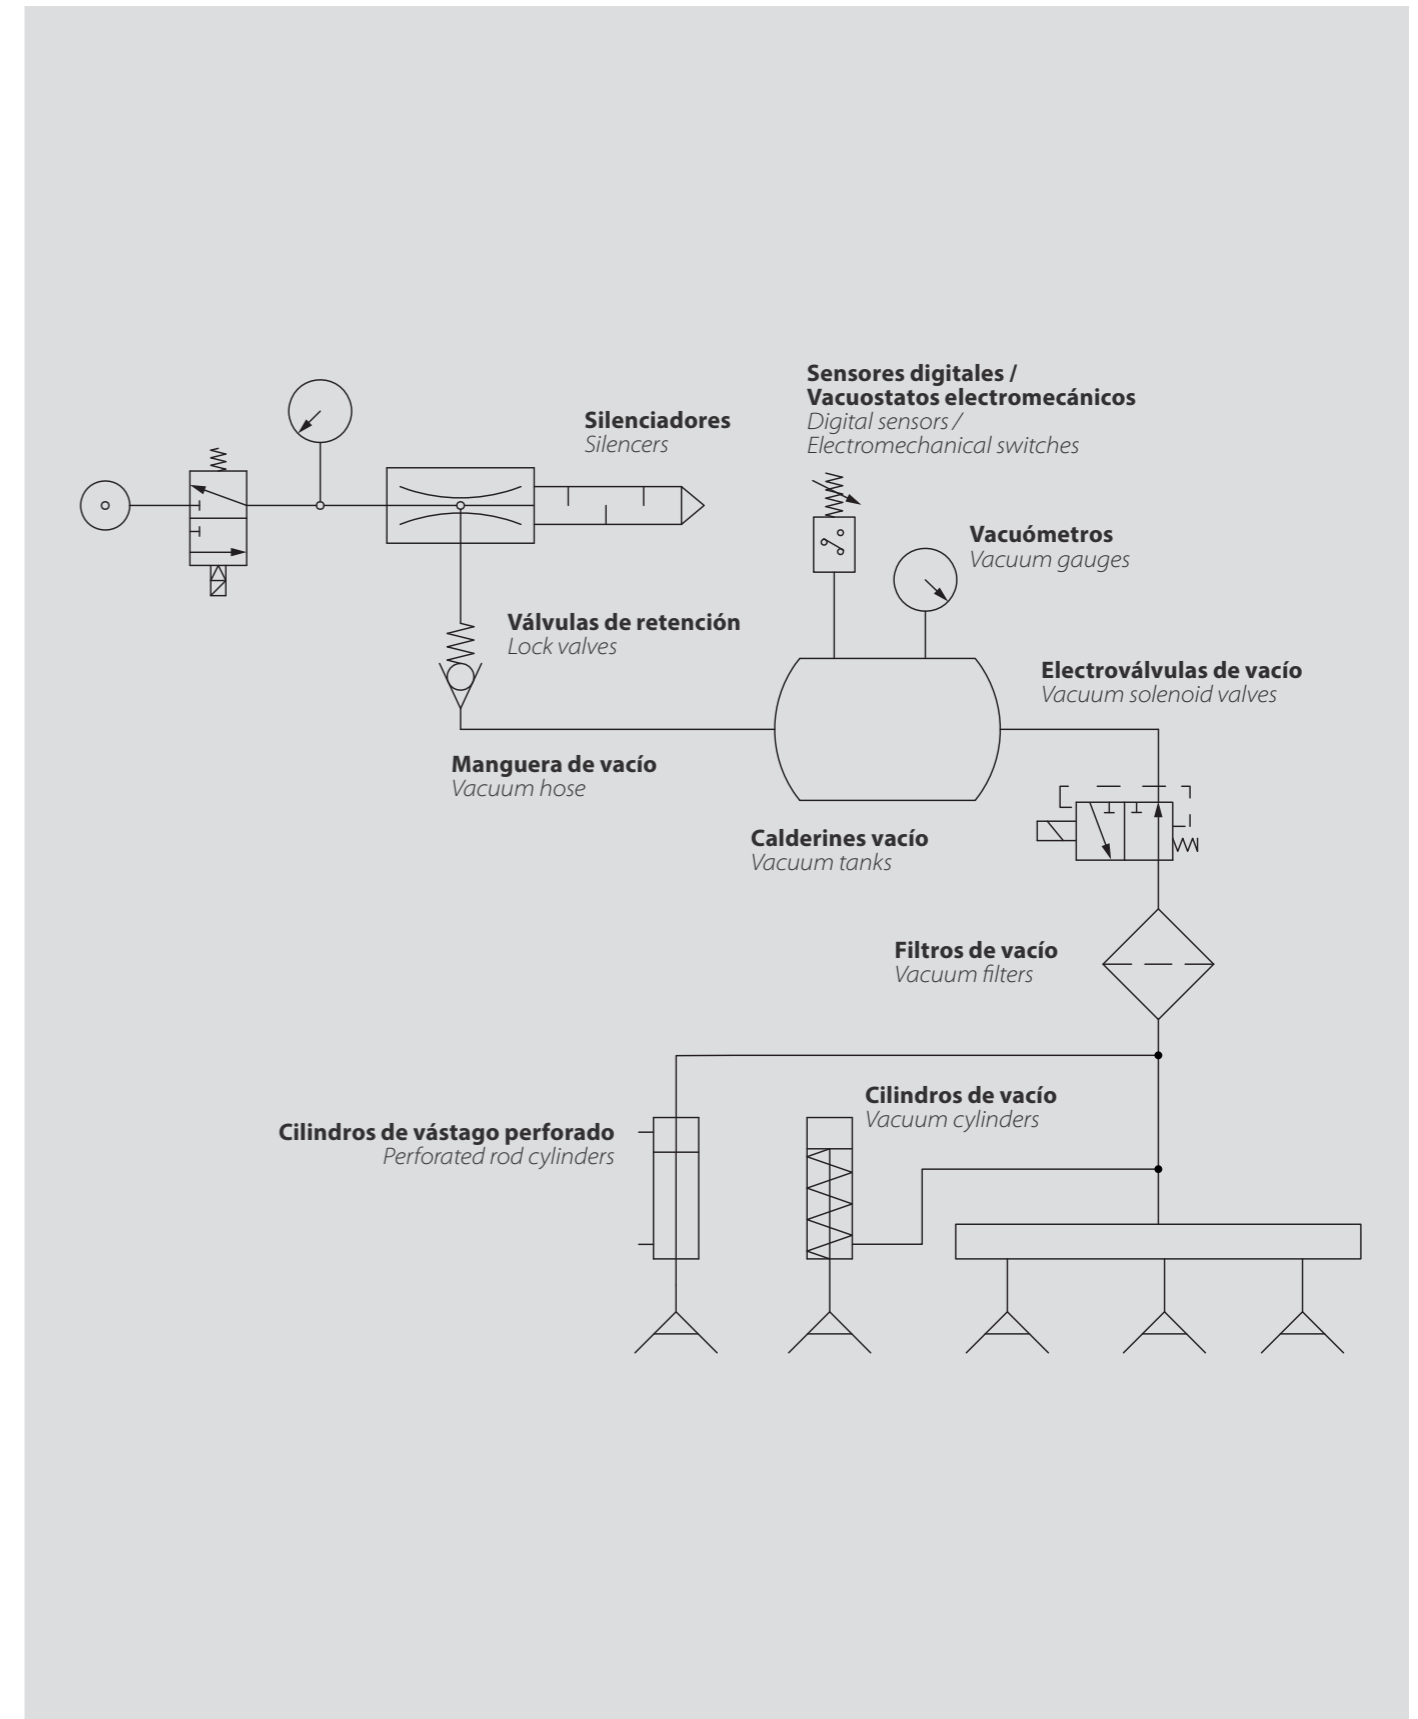 Sensores digitales /
Vacuostatos electromecánicos
Digital sensors /
Electromechanical switches
Silenciadores
Silencers
Vacuómetros
Vacuum gauges
Válvulas de retención
Lock valves
Electroválvulas de vacío
Vacuum solenoid valves
Manguera de vacío
Vacuum hose
Calderines vacío
Vacuum tanks
Filtros de vacío
Vacuum filters
Cilindros de vacío
Vacuum cylinders
Cilindros de vástago perforado
Perforated rod cylinders